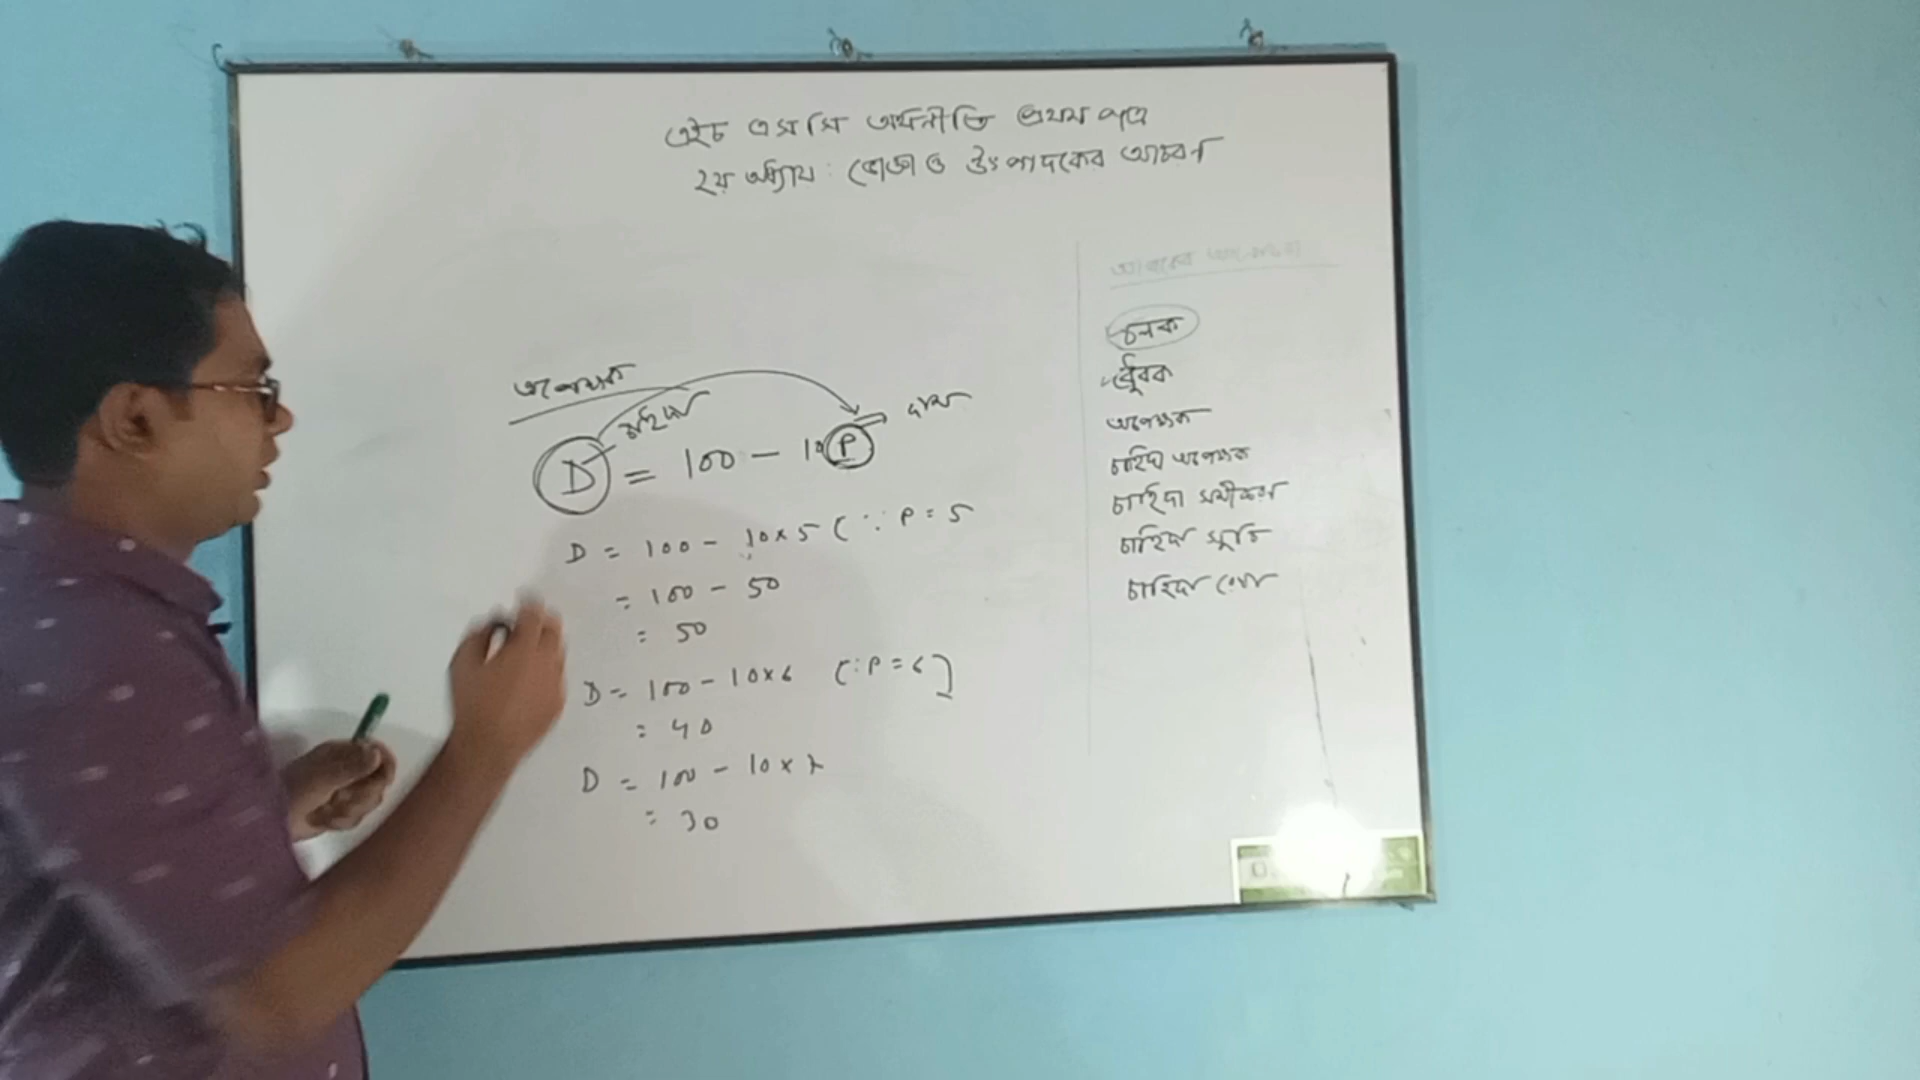 এইচ এস সি অর্থনীতি প্রথম পত্র
২য় অধ্যায় : ভোক্তা ও উৎপাদকের আচরণ
অপেক্ষক
চাহিদা
দাম
D = 100 - 10P
D = 100 - 10×5 (∵ P = 5
= 100 - 50
= 50
D = 100 - 10×6 [∵P = 6]
= 40
D = 100 - 10×7
= 30
চলক
ধ্রুবক
অপেক্ষক
চাহিদা অপেক্ষক
চাহিদা সমীকরণ
চাহিদা সূচি
চাহিদা রেখা